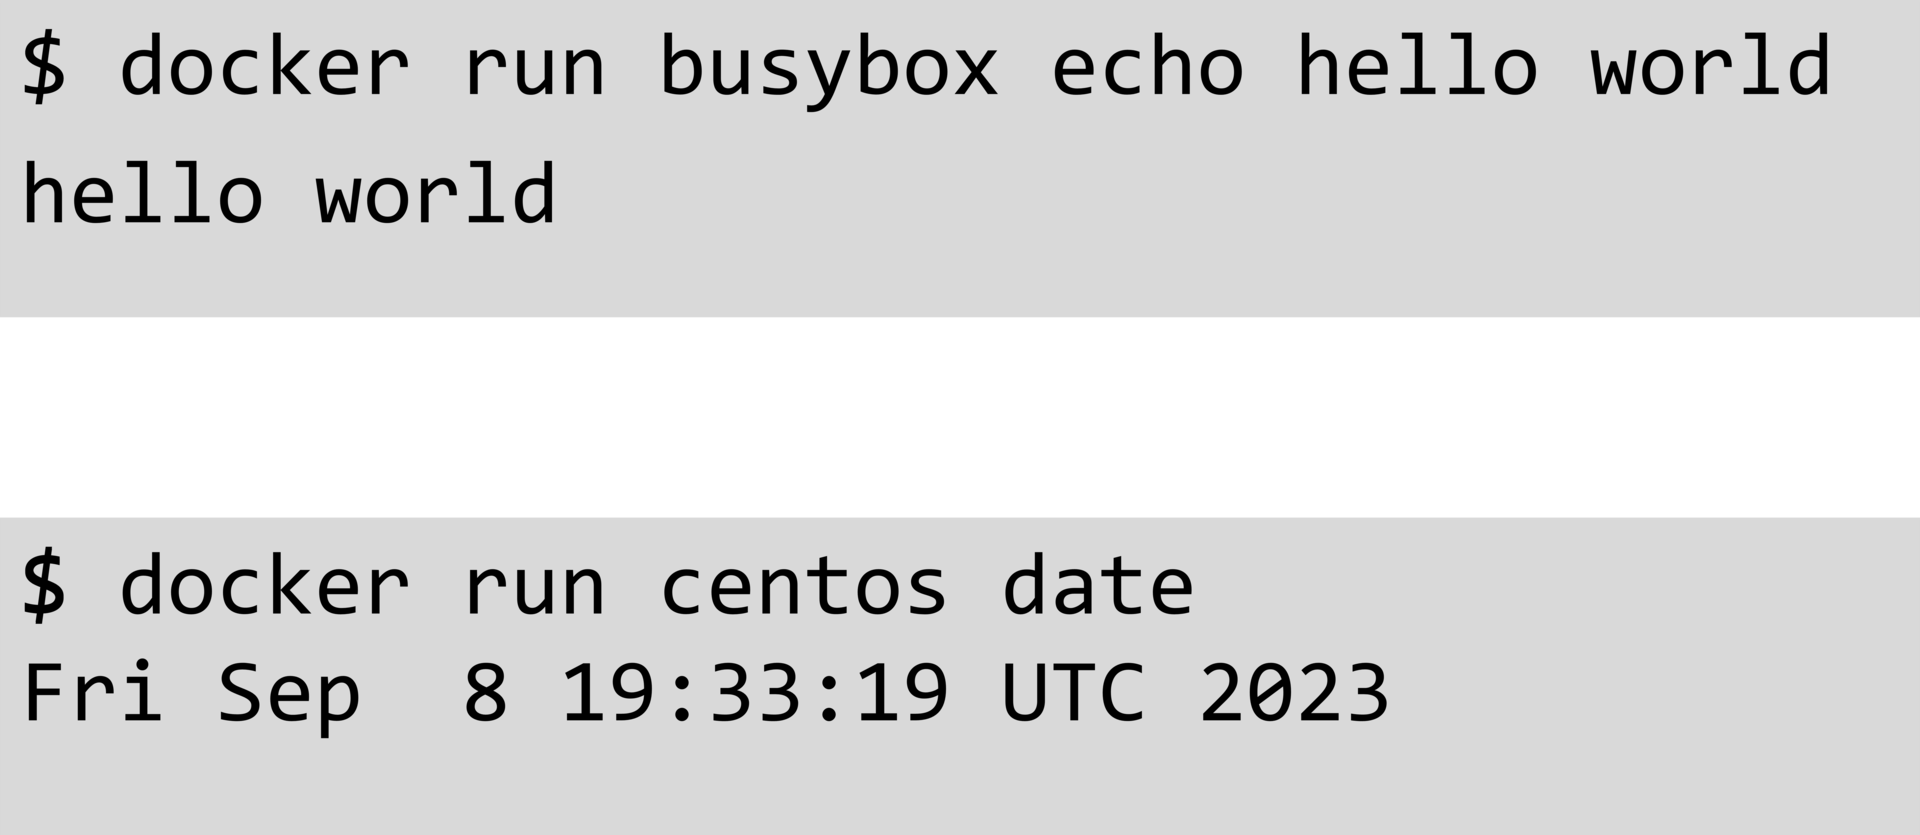 $ docker run busybox echo hello world
hello world
$ docker run centos date
Fri Sep  8 19:33:19 UTC 2023